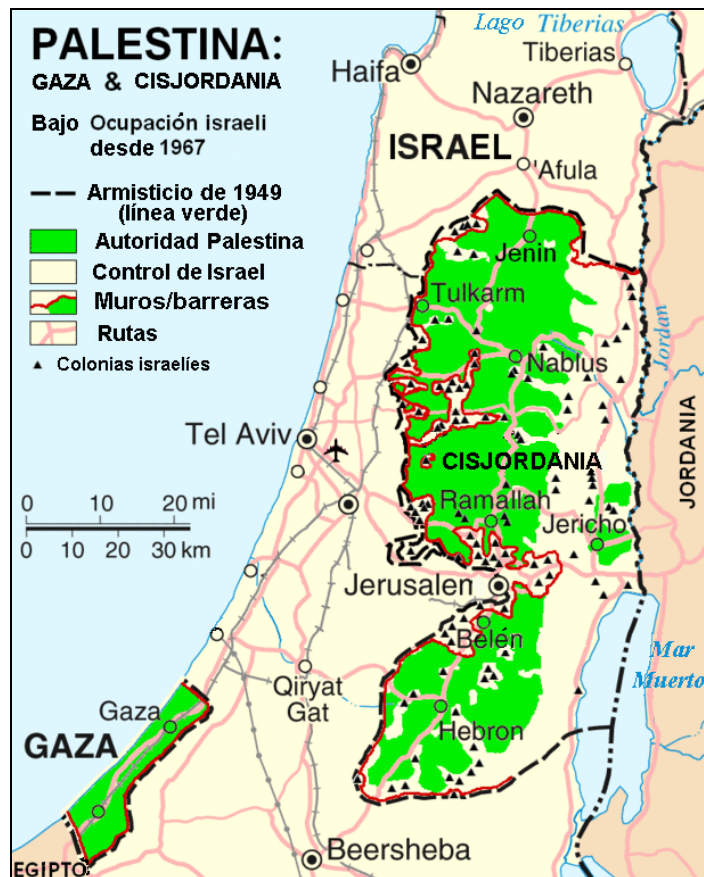 PALESTINA:
GAZA & CISJORDANIA
Bajo Ocupación israeli
desde 1967
Armisticio de 1949
(línea verde)
Autoridad Palestina
Control de Israel
Muros/barreras
Rutas
Colonias israelíes
Lago Tiberias
Tiberias
Haifa
Nazareth
ISRAEL
'Afula
Jenin
Tulkarm
Nablus
Jordan
JORDANIA
Tel Aviv
CISJORDANIA
0 10 20 mi
0 10 20 30 km
Ramallah
Jericho
Jerusalen
Belén
Mar
Muerto
Qiryat
Gat
Gaza
GAZA
Hebron
Beersheba
EGIPTO